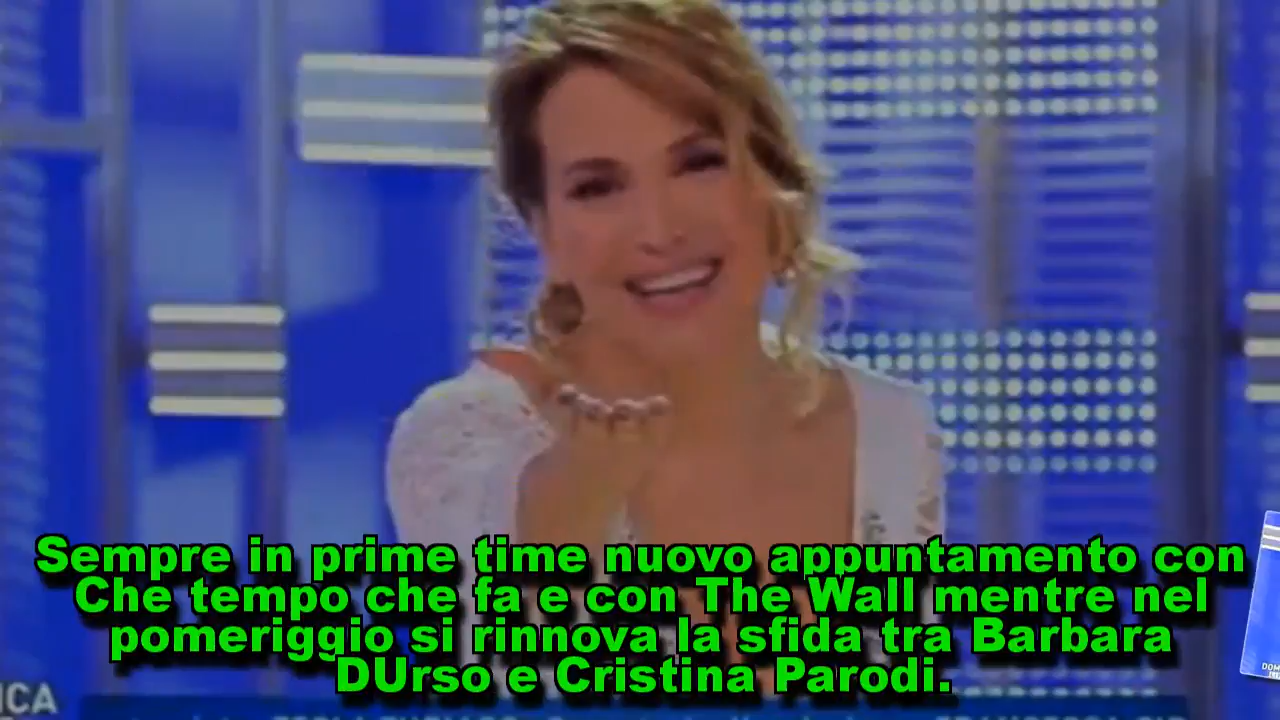 Sempre in prime time nuovo appuntamento con
Che tempo che fa e con The Wall mentre nel
pomeriggio si rinnova la sfida tra Barbara
DUrso e Cristina Parodi.